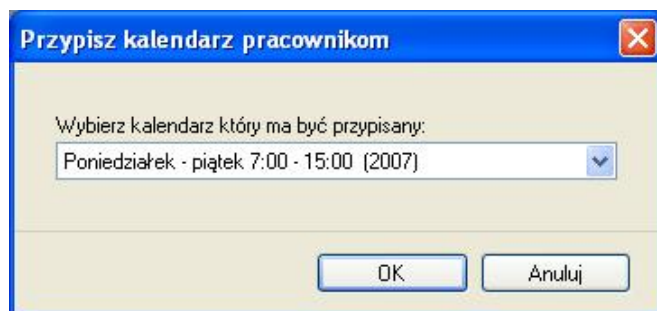 Przypisz kalendarz pracownikom
Wybierz kalendarz który ma być przypisany:
Poniedziałek - piątek 7:00 - 15:00 (2007)
OK Anuluj